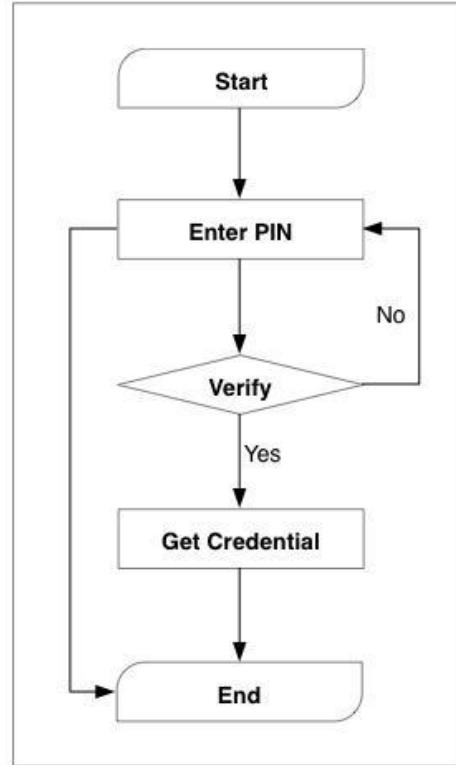 Start
Enter PIN
No
Verify
Yes
Get Credential
End